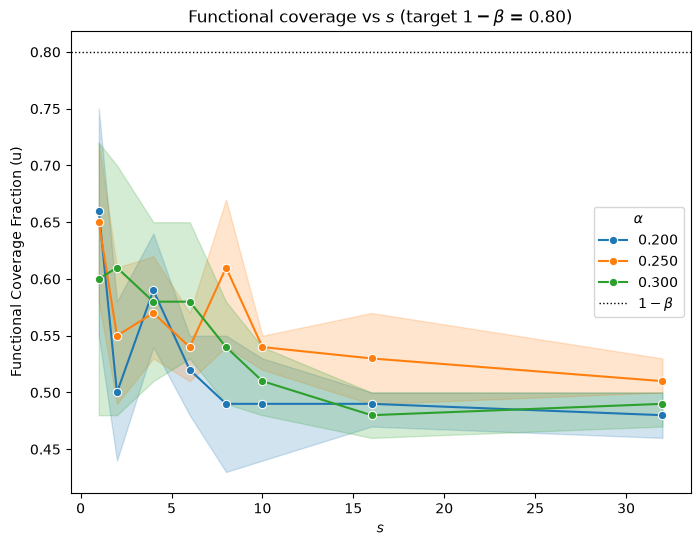 Functional coverage vs s (target 1 − β = 0.80)
Functional Coverage Fraction (u)
0.80
0.75
0.70
0.65
0.60
0.55
0.50
0.45
α
0.200
0.250
0.300
1 − β
0 5 10 15 20 25 30
s